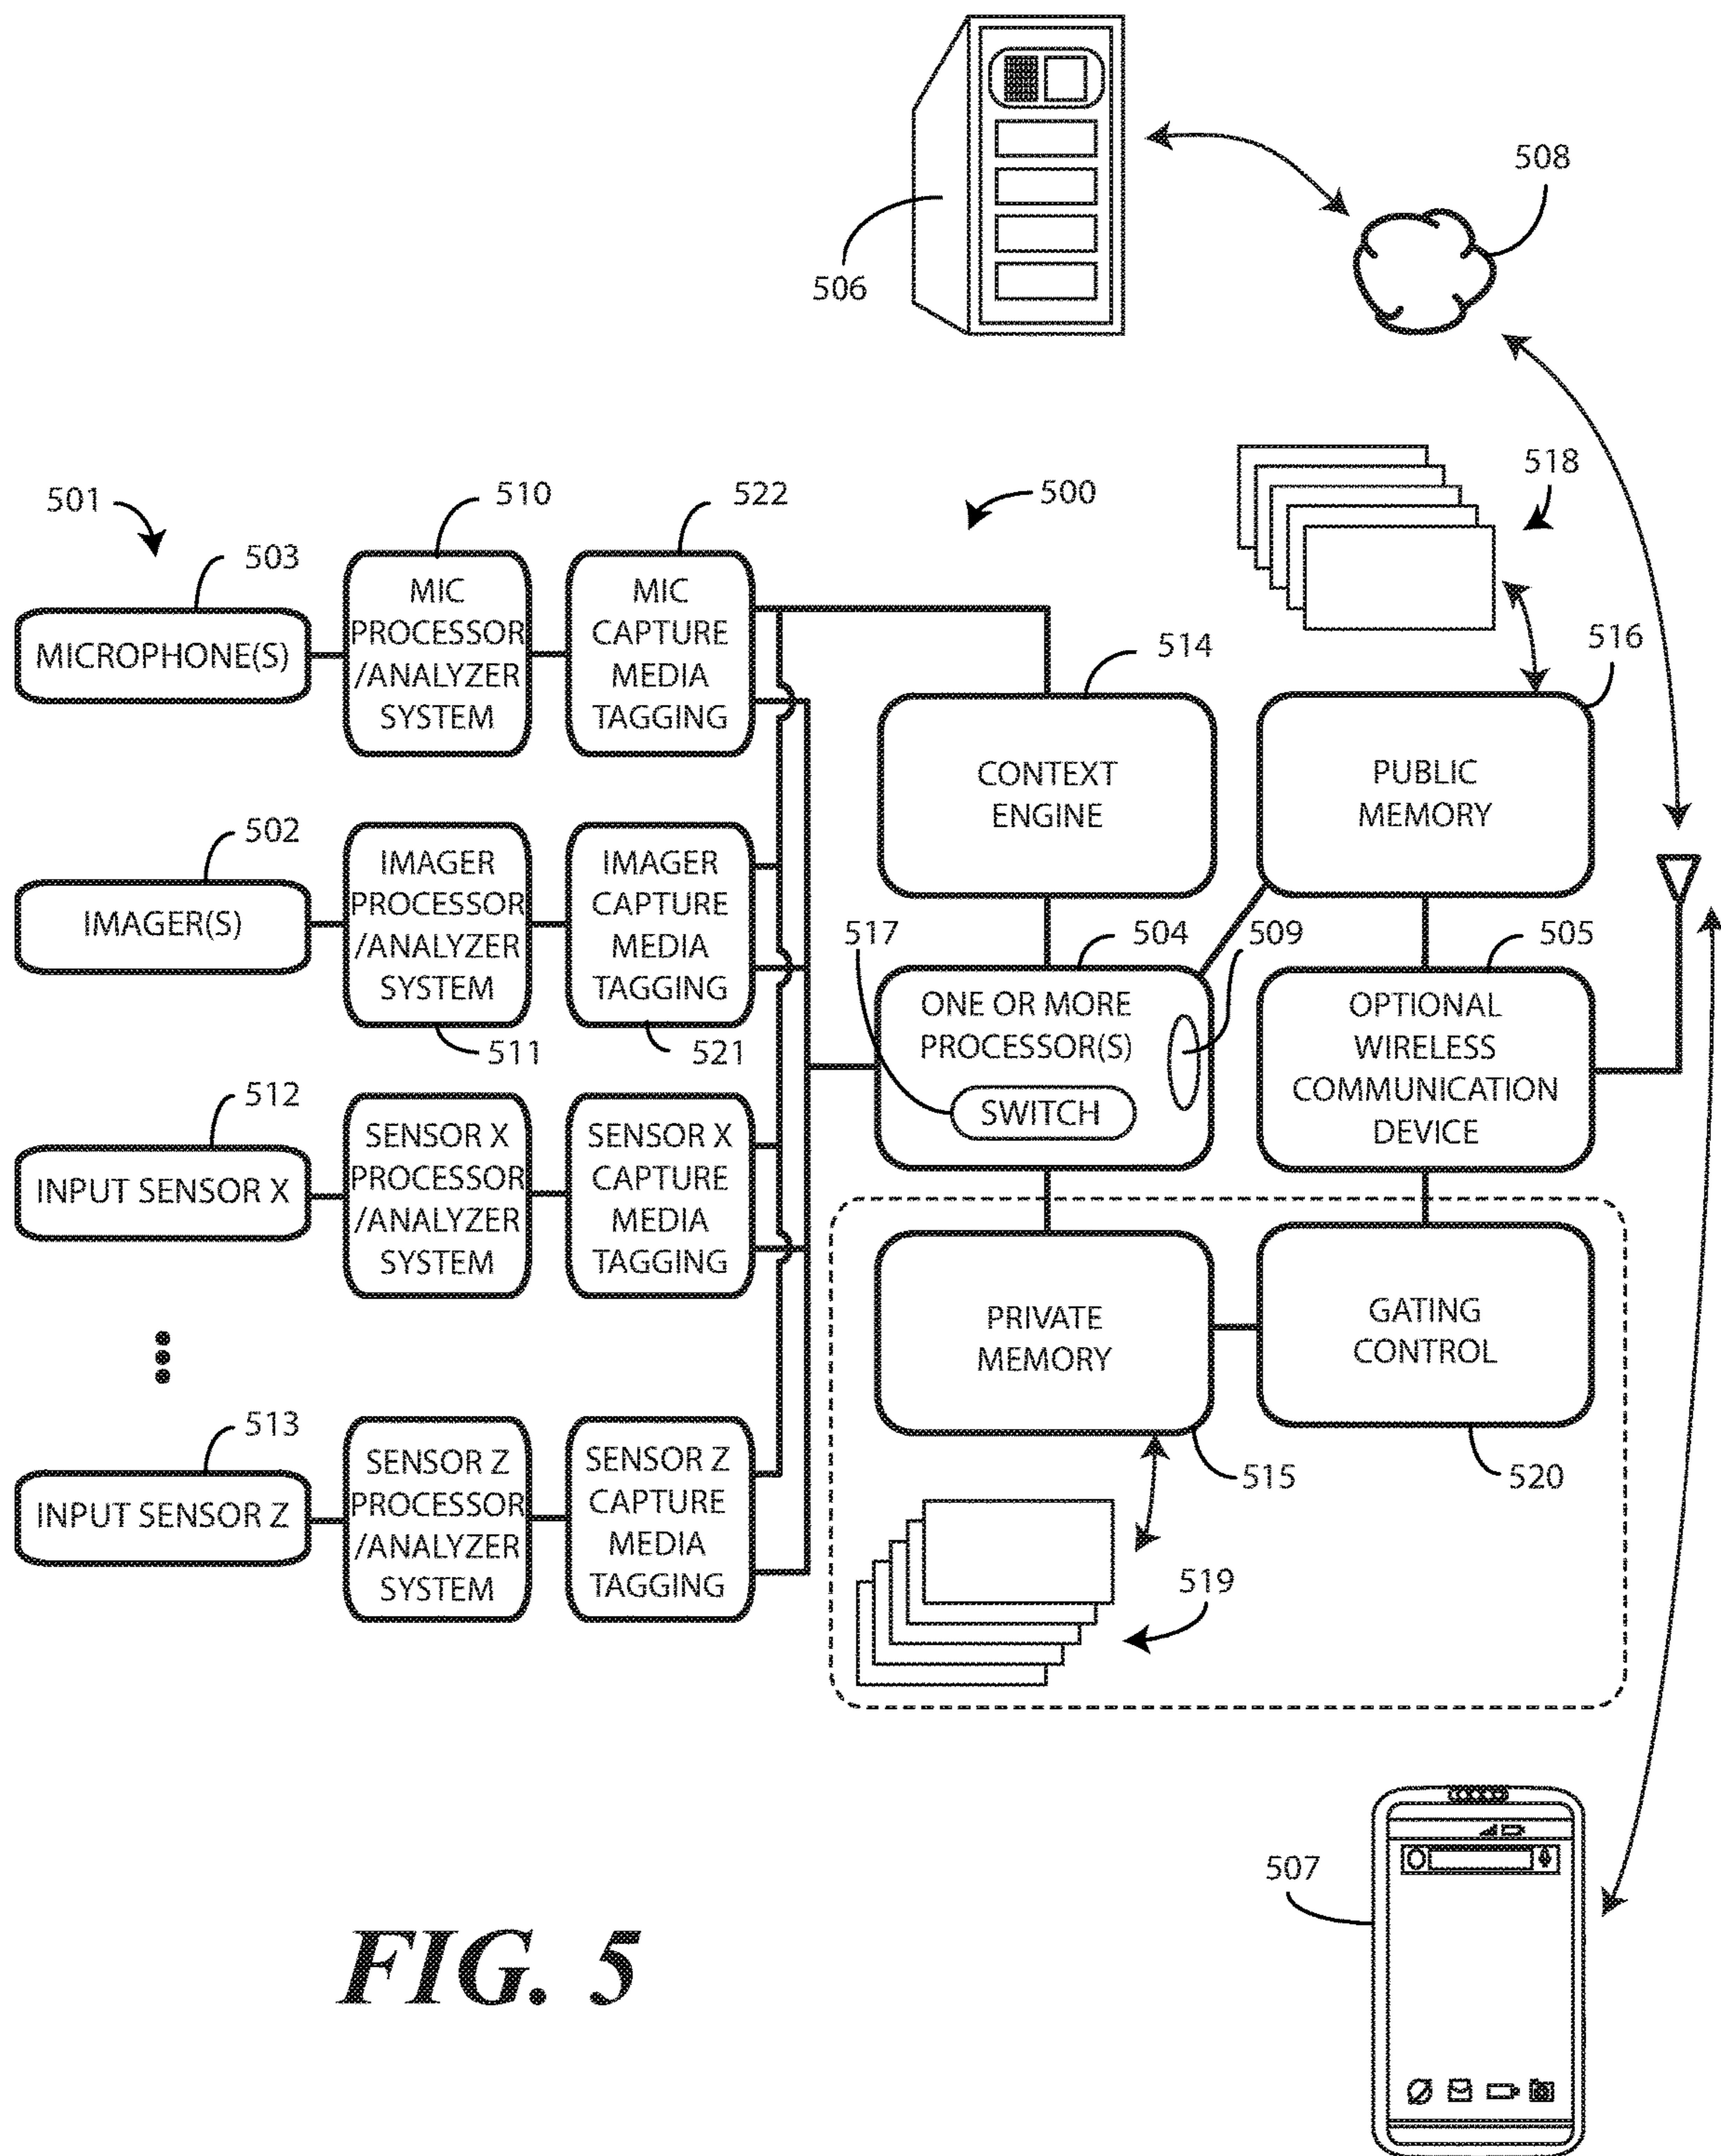 506
508
501
510
522
500
518
503
MIC
PROCESSOR
/ANALYZER
SYSTEM
MIC
CAPTURE
MEDIA
TAGGING
MICROPHONE(S)
514
516
CONTEXT
ENGINE
PUBLIC
MEMORY
502
IMAGER(S)
IMAGER
PROCESSOR
/ANALYZER
SYSTEM
511
IMAGER
CAPTURE
MEDIA
TAGGING
521
517
504
509
505
ONE OR MORE
PROCESSOR(S)
SWITCH
OPTIONAL
WIRELESS
COMMUNICATION
DEVICE
512
INPUT SENSOR X
SENSOR X
PROCESSOR
/ANALYZER
SYSTEM
SENSOR X
CAPTURE
MEDIA
TAGGING
PRIVATE
MEMORY
GATING
CONTROL
515
520
513
INPUT SENSOR Z
SENSOR Z
PROCESSOR
/ANALYZER
SYSTEM
SENSOR Z
CAPTURE
MEDIA
TAGGING
519
507
FIG. 5